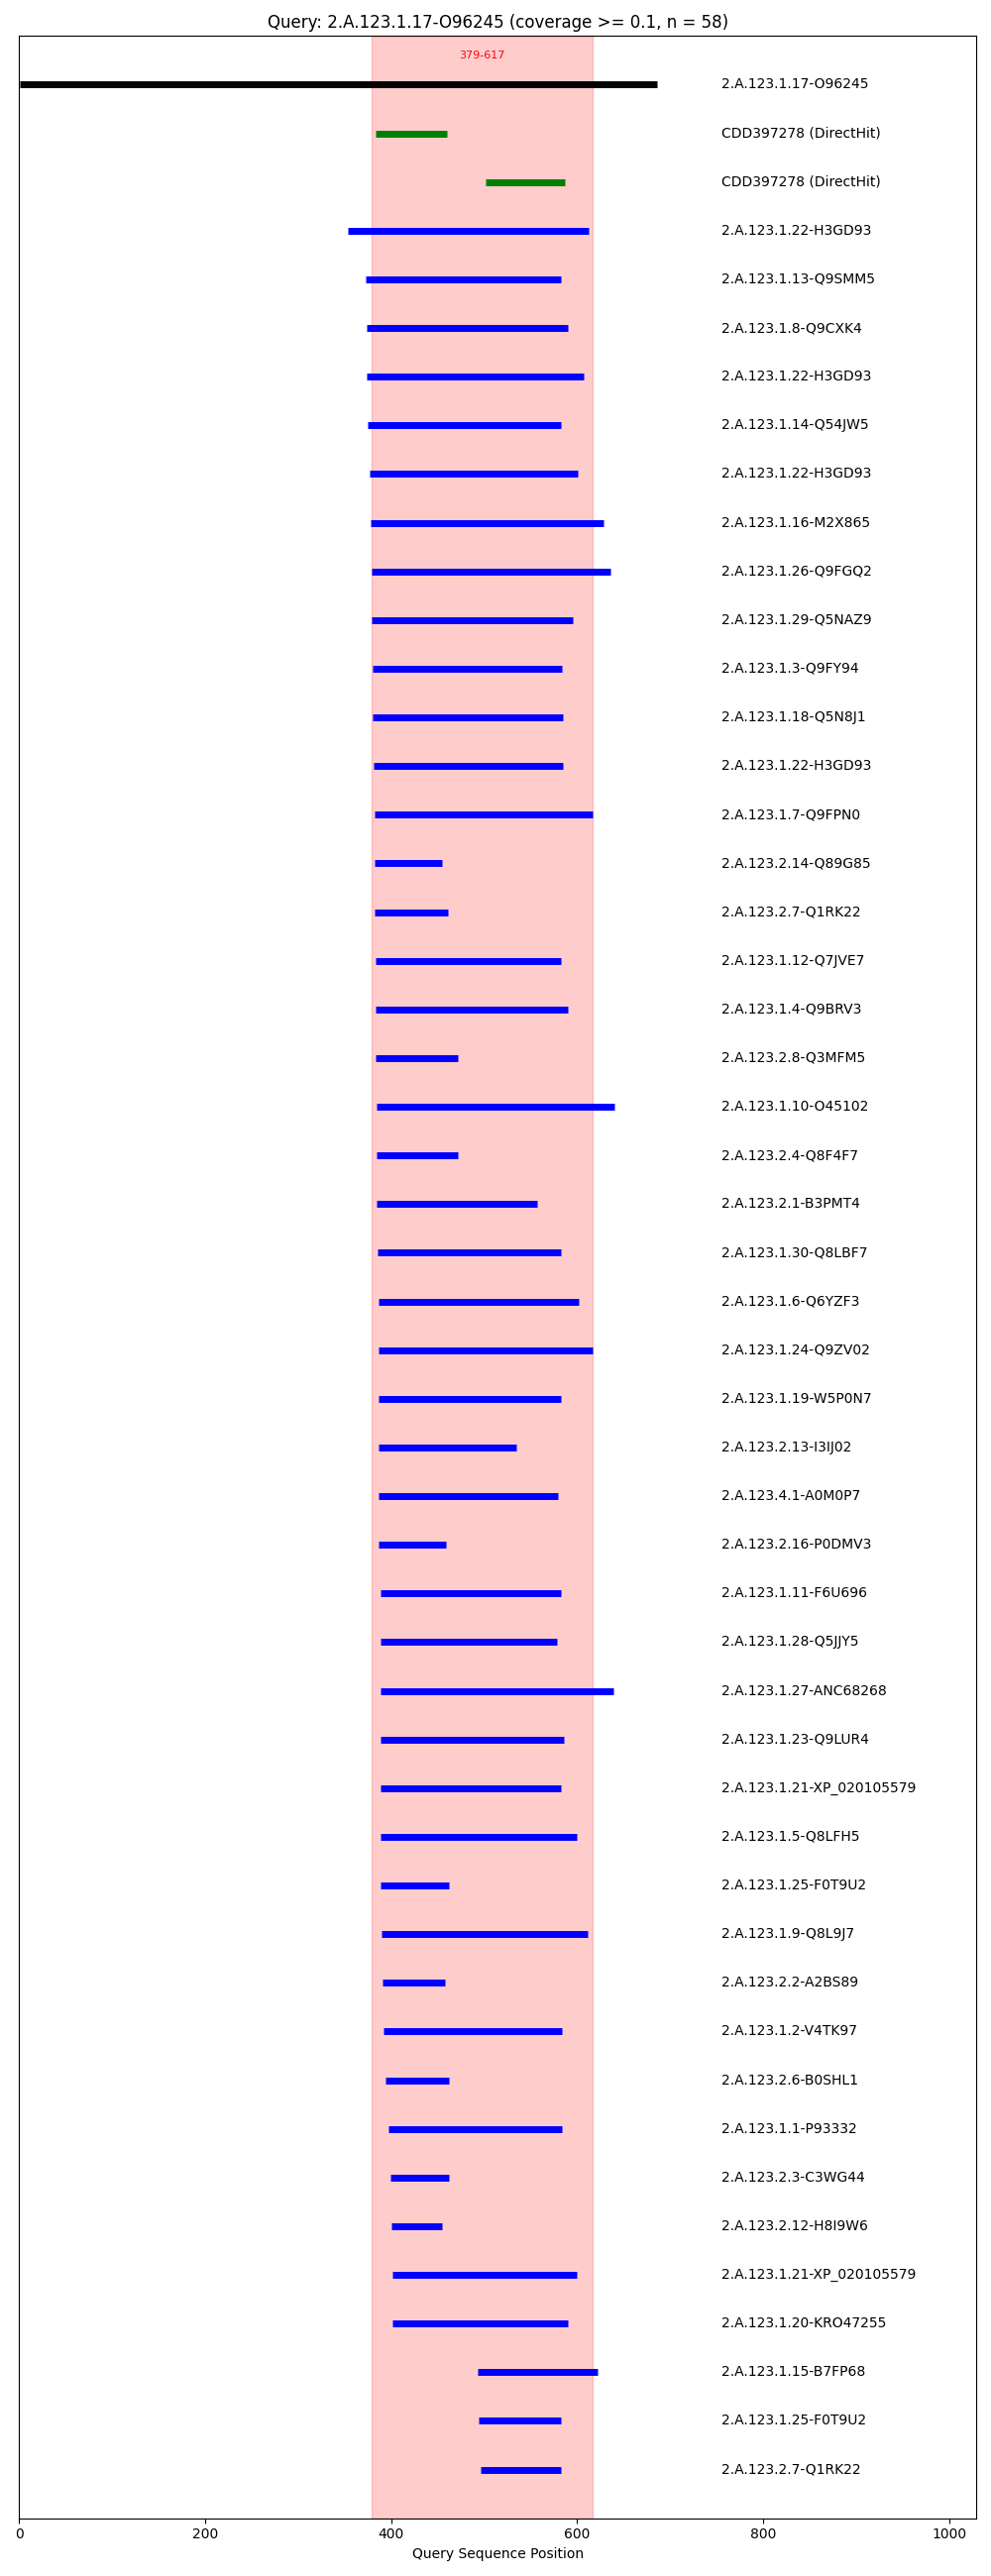 Query: 2.A.123.1.17-O96245 (coverage >= 0.1, n = 58)
379-617
2.A.123.1.17-O96245
CDD397278 (DirectHit)
CDD397278 (DirectHit)
2.A.123.1.22-H3GD93
2.A.123.1.13-Q9SMM5
2.A.123.1.8-Q9CXK4
2.A.123.1.22-H3GD93
2.A.123.1.14-Q54JW5
2.A.123.1.22-H3GD93
2.A.123.1.16-M2X865
2.A.123.1.26-Q9FGQ2
2.A.123.1.29-Q5NAZ9
2.A.123.1.3-Q9FY94
2.A.123.1.18-Q5N8J1
2.A.123.1.22-H3GD93
2.A.123.1.7-Q9FPN0
2.A.123.2.14-Q89G85
2.A.123.2.7-Q1RK22
2.A.123.1.12-Q7JVE7
2.A.123.1.4-Q9BRV3
2.A.123.2.8-Q3MFM5
2.A.123.1.10-O45102
2.A.123.2.4-Q8F4F7
2.A.123.2.1-B3PMT4
2.A.123.1.30-Q8LBF7
2.A.123.1.6-Q6YZF3
2.A.123.1.24-Q9ZV02
2.A.123.1.19-W5P0N7
2.A.123.2.13-I3IJ02
2.A.123.4.1-A0M0P7
2.A.123.2.16-P0DMV3
2.A.123.1.11-F6U696
2.A.123.1.28-Q5JJY5
2.A.123.1.27-ANC68268
2.A.123.1.23-Q9LUR4
2.A.123.1.21-XP_020105579
2.A.123.1.5-Q8LFH5
2.A.123.1.25-F0T9U2
2.A.123.1.9-Q8L9J7
2.A.123.2.2-A2BS89
2.A.123.1.2-V4TK97
2.A.123.2.6-B0SHL1
2.A.123.1.1-P93332
2.A.123.2.3-C3WG44
2.A.123.2.12-H8I9W6
2.A.123.1.21-XP_020105579
2.A.123.1.20-KRO47255
2.A.123.1.15-B7FP68
2.A.123.1.25-F0T9U2
2.A.123.2.7-Q1RK22
0 200 400 600 800 1000
Query Sequence Position